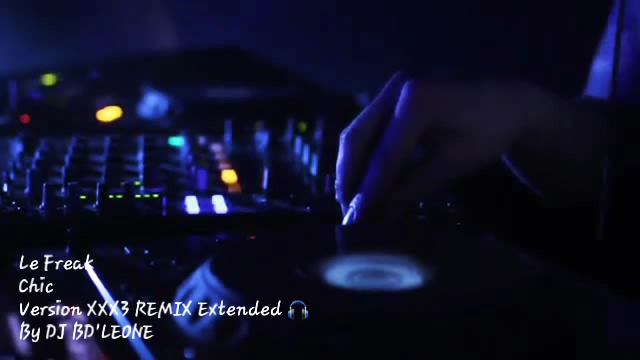 Le Freak
Chic
Version XXX3 REMIX Extended 🎧
By DJ BD'LEONE